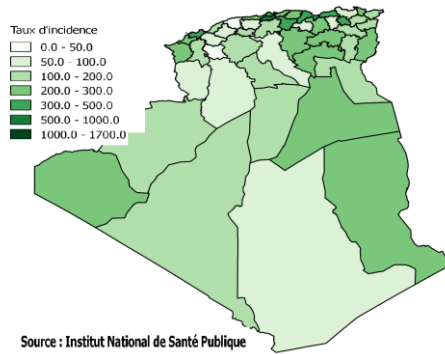 Taux d'incidence
0.0 - 50.0
50.0 - 100.0
100.0 - 200.0
200.0 - 300.0
300.0 - 500.0
500.0 - 1000.0
1000.0 - 1700.0
Source : Institut National de Santé Publique